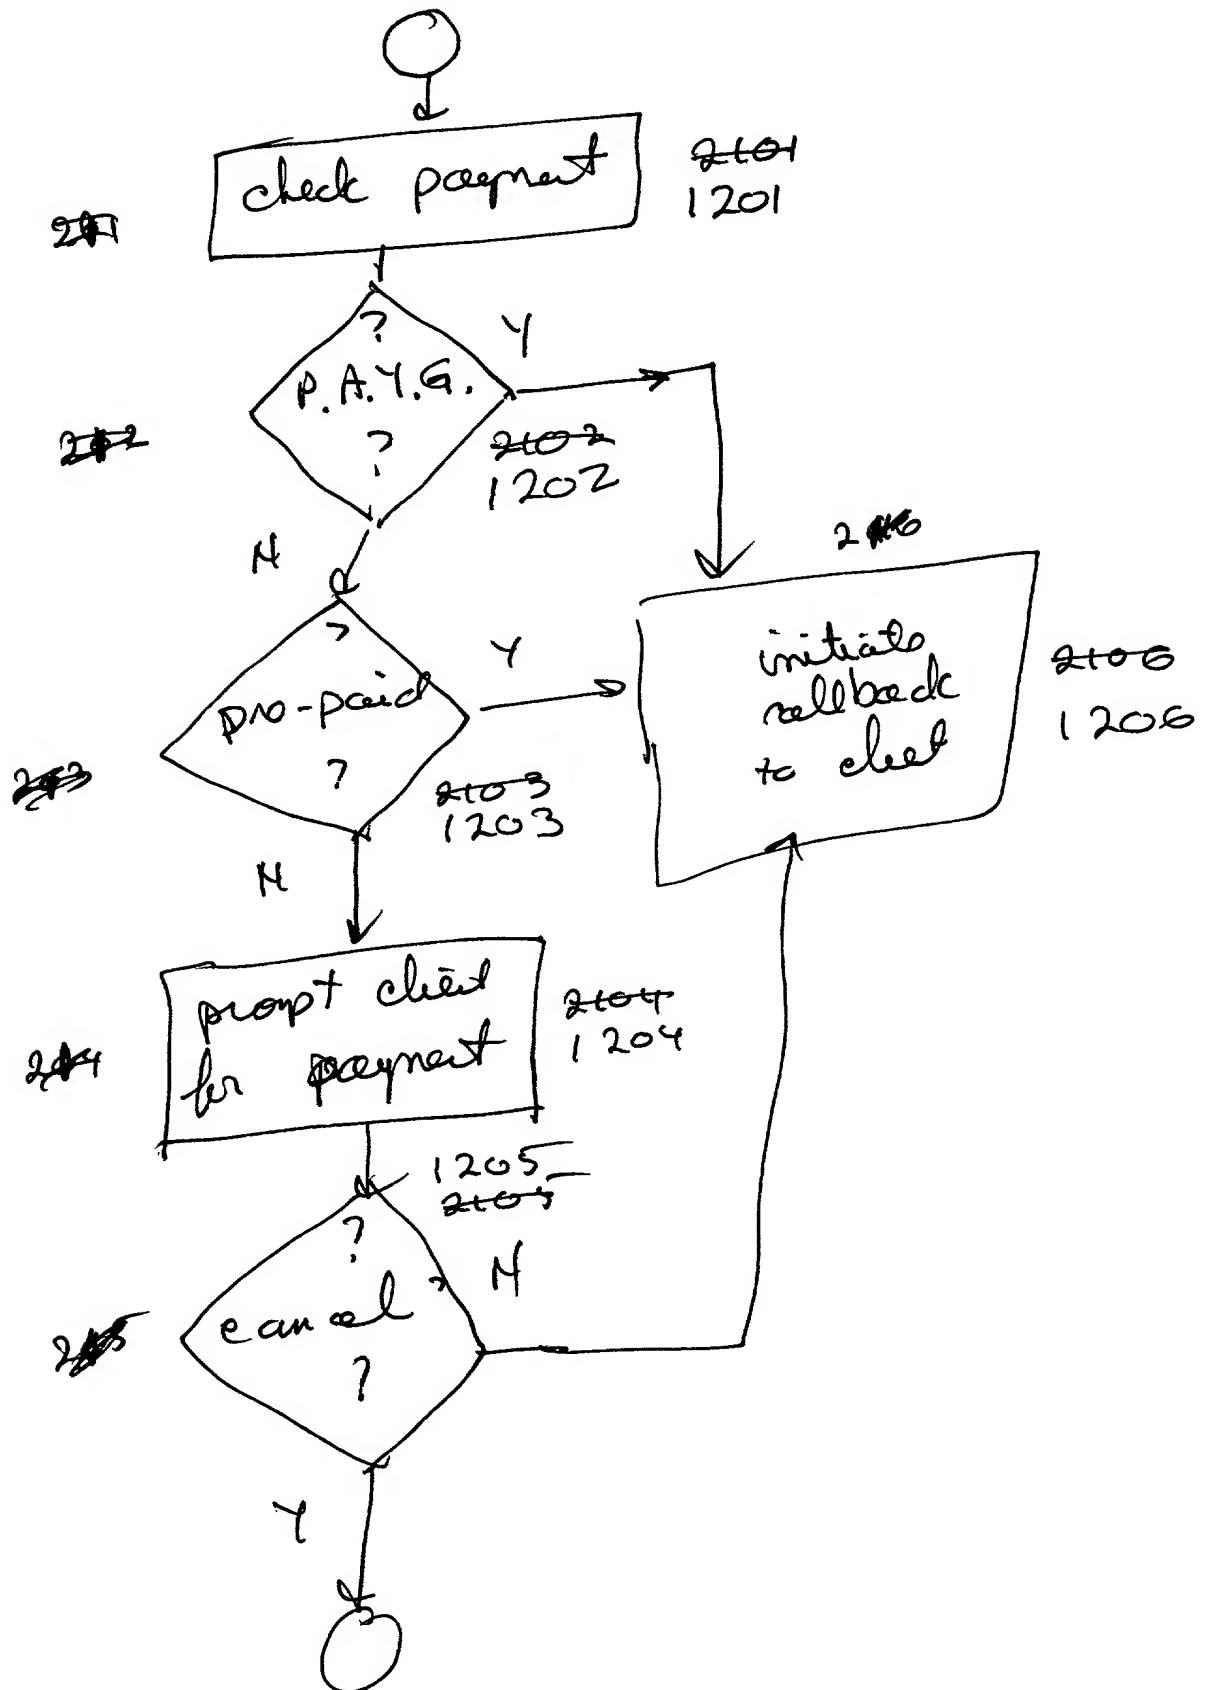 check payment
2101
1201
?
P.A.Y.G.
?
Y
2102
1202
N
?
pre-paid
?
Y
2103
1203
initiate
callback
to client
2106
1206
N
prompt client
for payment
2104
1204
1205
2105
?
cancel
?
N
Y